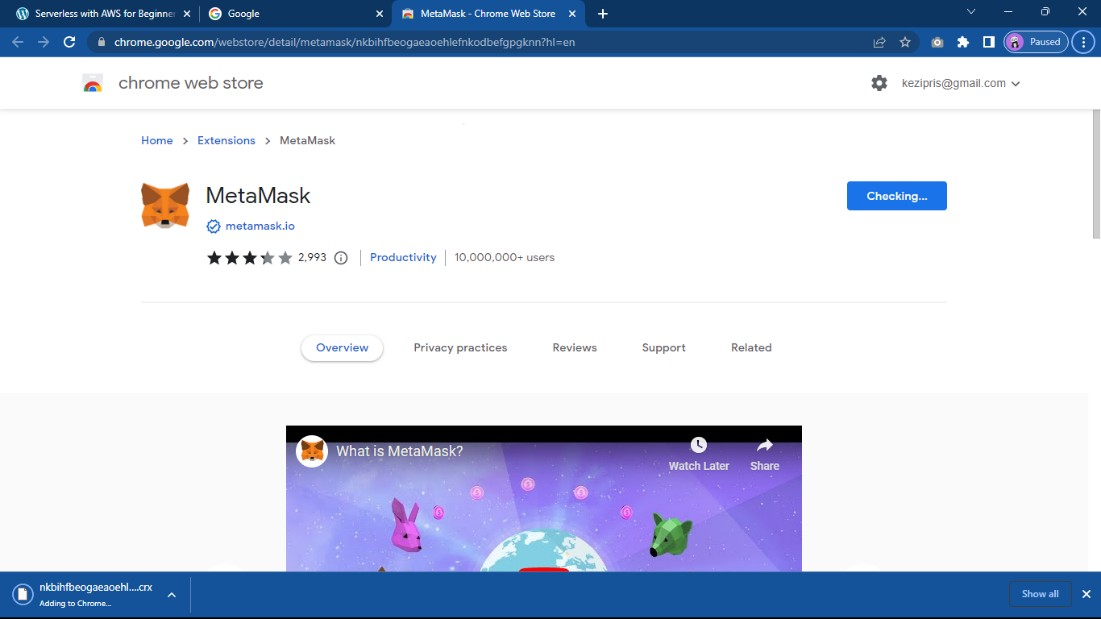 Serverless with AWS for Beginner
Google
MetaMask - Chrome Web Store
chrome.google.com/webstore/detail/metamask/nkbihfbeogaeaoehlefnkodbefgpgknn?hl=en
Paused
chrome web store
kezipris@gmail.com
Home > Extensions > MetaMask
MetaMask
Checking...
metamask.io
2,993
Productivity
10,000,000+ users
Overview
Privacy practices
Reviews
Support
Related
What is MetaMask?
Watch Later
Share
nkbihfbeogaeaoehl....crx
Adding to Chrome...
Show all